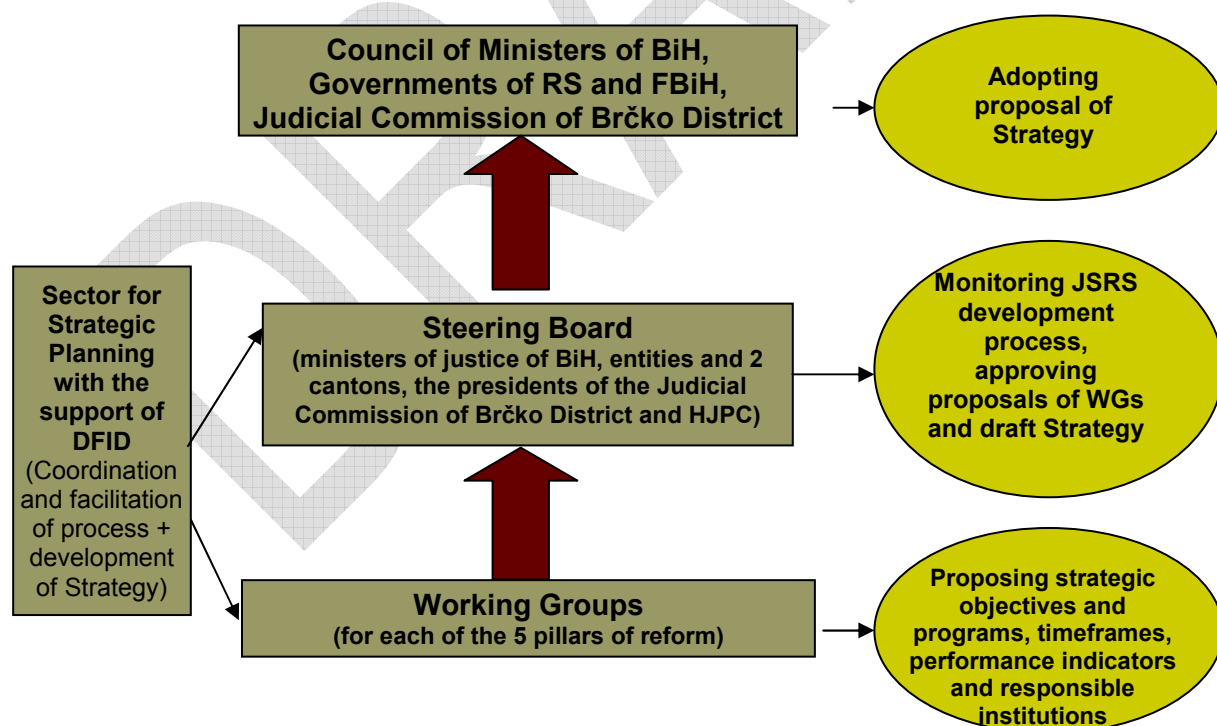 Council of Ministers of BiH,
Governments of RS and FBiH,
Judicial Commission of Brčko District
Adopting
proposal of
Strategy
Sector for
Strategic
Planning
with the
support of
DFID
(Coordination
and facilitation
of process +
development
of Strategy)
Steering Board
(ministers of justice of BiH, entities and 2
cantons, the presidents of the Judicial
Commission of Brčko District and HJPC)
Monitoring JSRS
development
process,
approving
proposals of WGs
and draft Strategy
Working Groups
(for each of the 5 pillars of reform)
Proposing strategic
objectives and
programs, timeframes,
performance indicators
and responsible
institutions